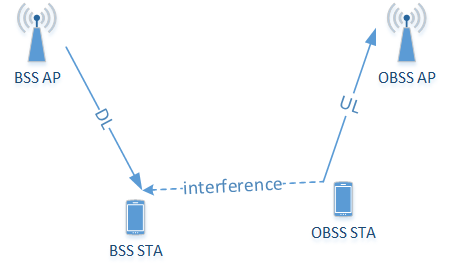 BSS AP
OBSS AP
DL
UL
interference
BSS STA
OBSS STA